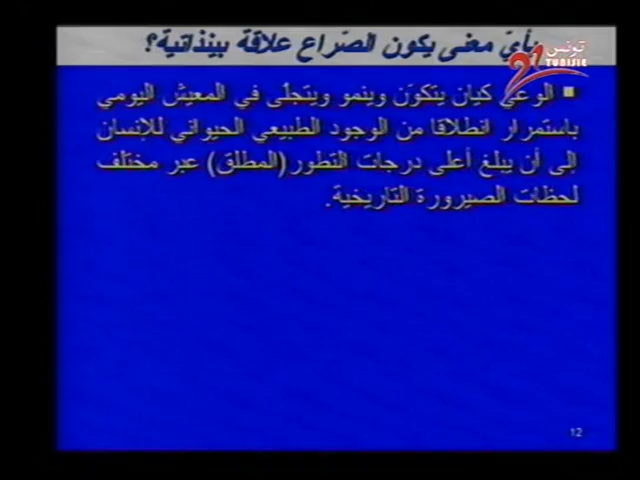 بأيّ معنى يكون الصّراع علاقة بينذاتية؟
تونس
21
TUNISIE
الوعي كيان يتكوّن وينمو ويتجلّى في المعيش اليومي
باستمرار انطلاقا من الوجود الطبيعي الحيواني للإنسان
إلى أن يبلغ أعلى درجات التطور(المطلق) عبر مختلف
لحظات الصيرورة التاريخية.
12